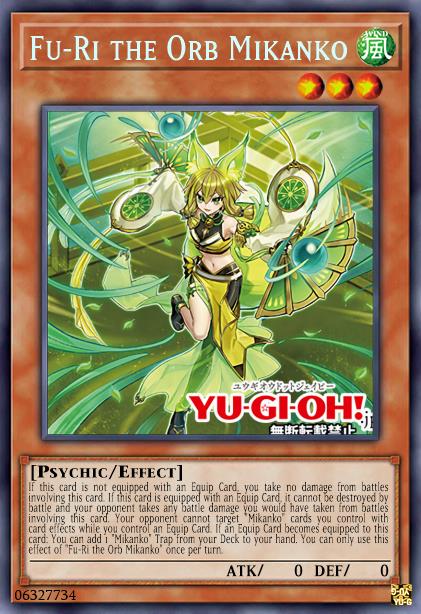 Fu-Ri the Orb Mikanko
WIND
風
ユウギオウドットジェイピー
YU-GI-OH!
無断転載禁止
[Psychic/Effect]
If this card is not equipped with an Equip Card, you take no damage from battles
involving this card. If this card is equipped with an Equip Card, it cannot be destroyed by
battle and your opponent takes any battle damage you would have taken from battles
involving this card. Your opponent cannot target "Mikanko" cards you control with
card effects while you control an Equip Card. If an Equip Card becomes equipped to this
card: You can add 1 "Mikanko" Trap from your Deck to your hand. You can only use this
effect of "Fu-Ri the Orb Mikanko" once per turn.
ATK/ 0 DEF/ 0
06327734